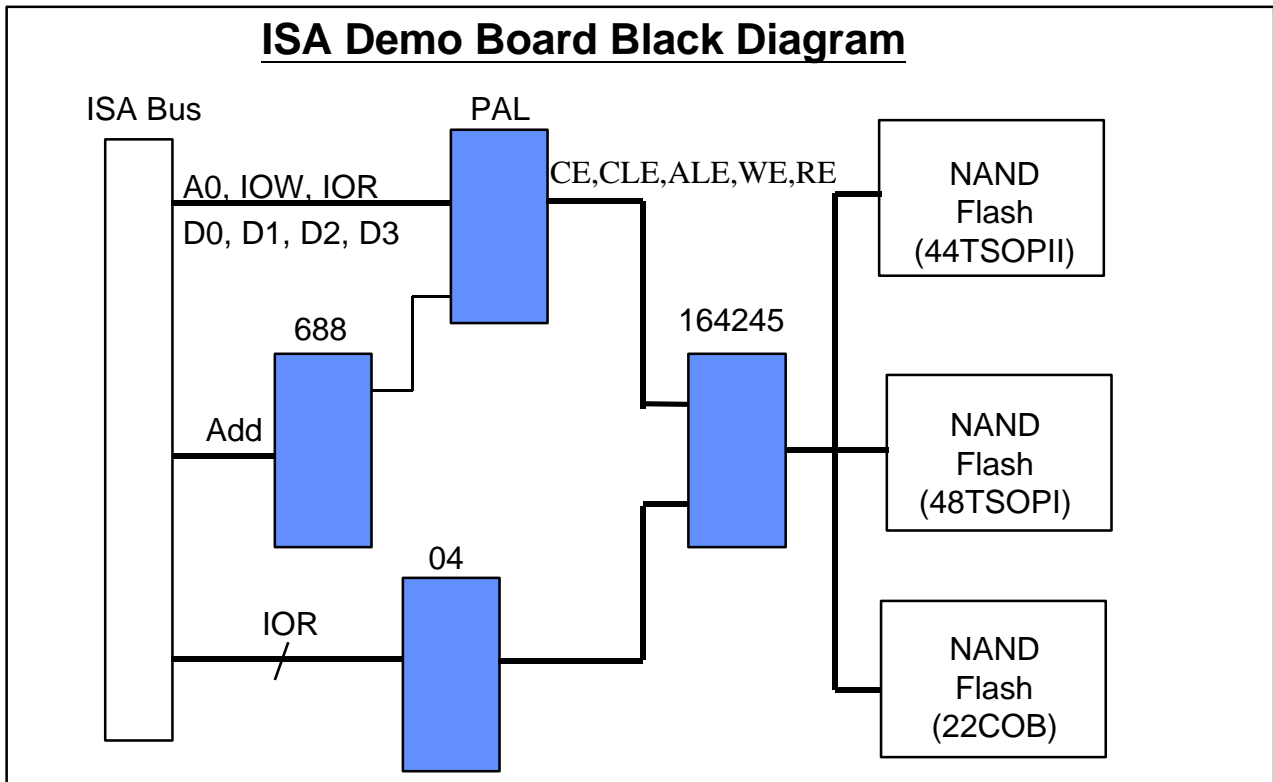 ISA Demo Board Black Diagram
ISA Bus
PAL
A0, IOW, IOR
D0, D1, D2, D3
CE,CLE,ALE,WE,RE
NAND
Flash
(44TSOPII)
688
164245
Add
NAND
Flash
(48TSOPI)
04
IOR
NAND
Flash
(22COB)